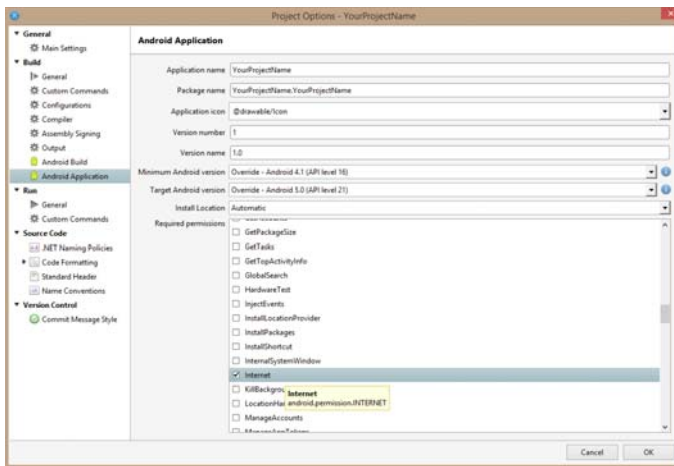 Project Options - YourProjectName
General
Main Settings
Build
General
Custom Commands
Configurations
Compiler
Assembly Signing
Output
Android Build
Android Application
Run
General
Custom Commands
Source Code
.NET Naming Policies
Code Formatting
Standard Header
Name Conventions
Version Control
Commit Message Style
Android Application
Application name YourProjectName
Package name YourProjectName.YourProjectName
Application icon @drawable/Icon
Version number 1
Version name 1.0
Minimum Android version Override - Android 4.1 (API level 16)
Target Android version Override - Android 5.0 (API level 21)
Install Location Automatic
Required permissions
GetPackageSize
GetTasks
GetTopActivityInfo
GlobalSearch
HardwareTest
InjectEvents
InstallLocationProvider
InstallPackages
InstallShortcut
InternalSystemWindow
Internet
KillBackgrou
Internet
LocationHar
android.permission.INTERNET
ManageAccounts
Cancel OK